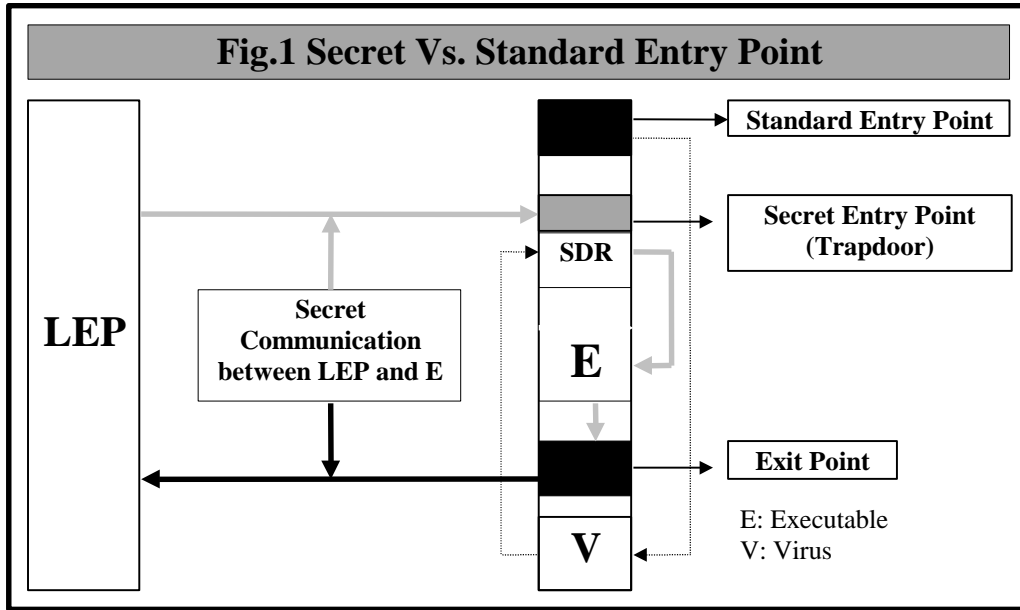 Fig.1 Secret Vs. Standard Entry Point
Standard Entry Point
Secret Entry Point
(Trapdoor)
SDR
LEP
Secret
Communication
between LEP and E
E
Exit Point
E: Executable
V: Virus
V